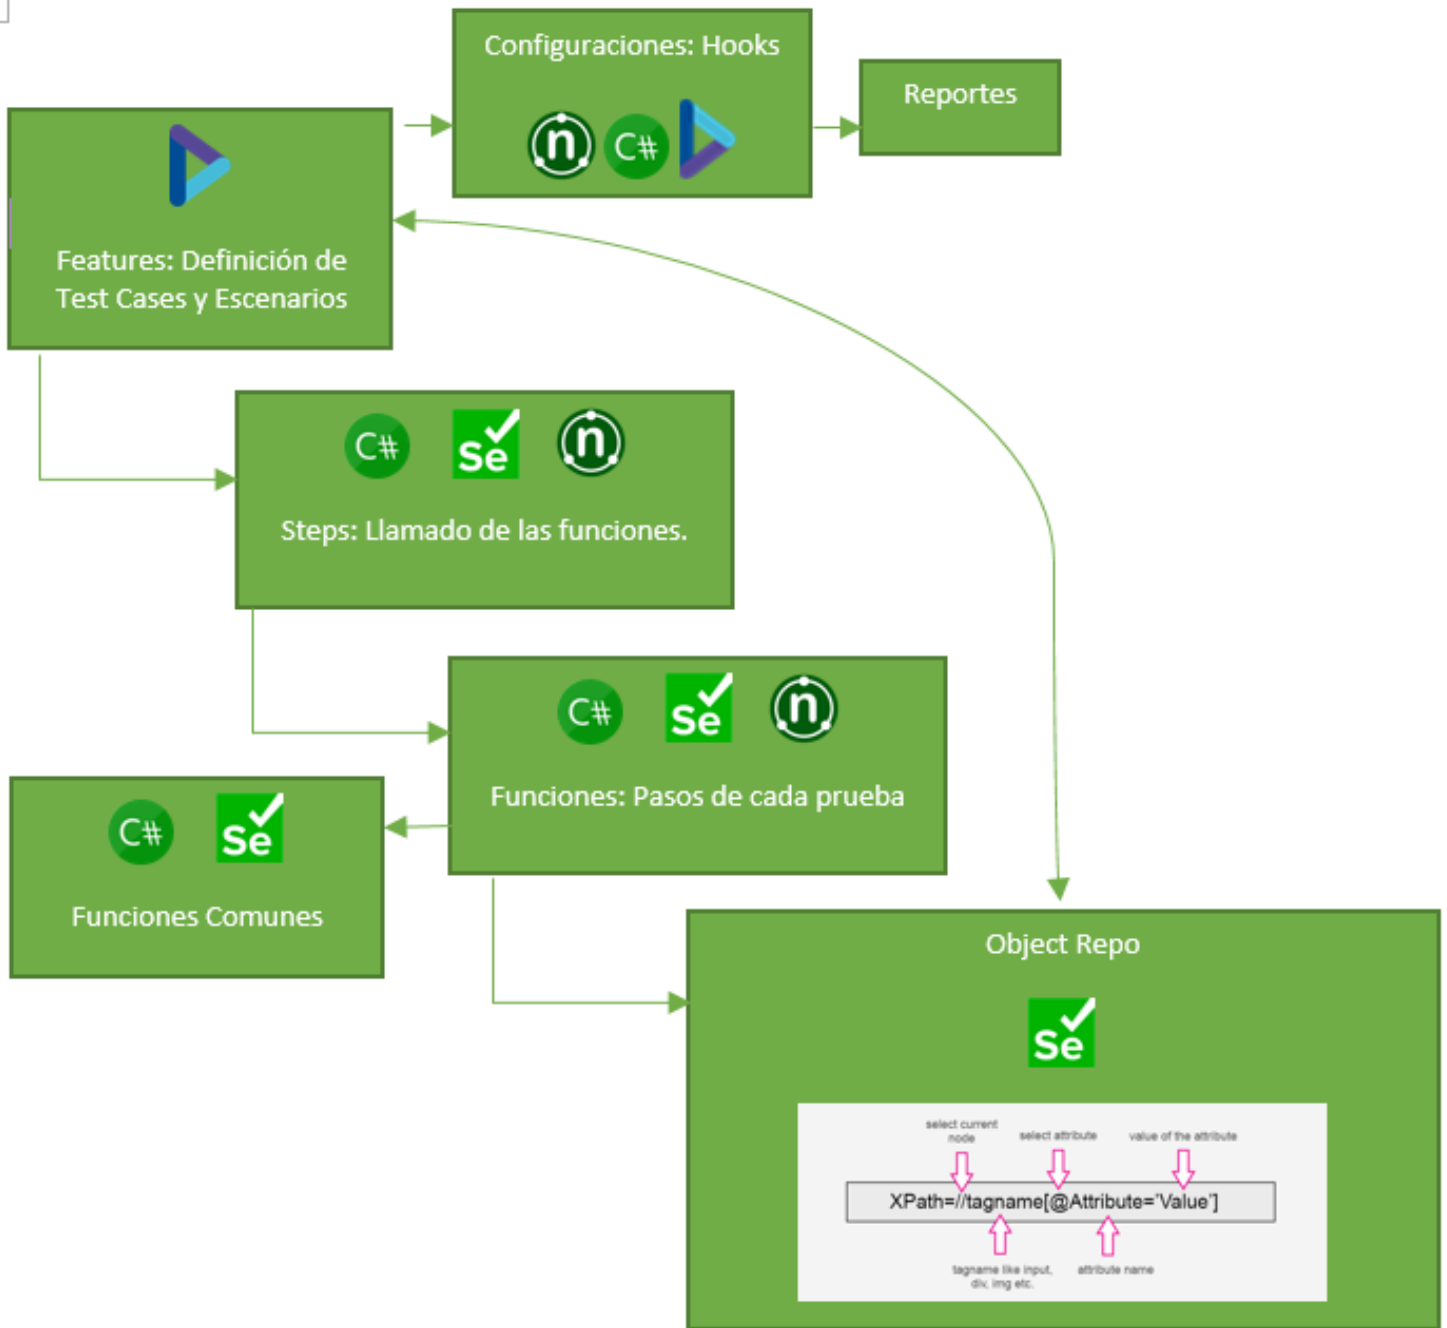 Configuraciones: Hooks
n
C#
Reportes
Features: Definición de
Test Cases y Escenarios
C#
Se
n
Steps: Llamado de las funciones.
C#
Se
n
Funciones: Pasos de cada prueba
C#
Se
Funciones Comunes
Object Repo
Se
select current
node
select attribute
value of the attribute
XPath=//tagname[@Attribute='Value']
tagname like input,
div, img etc.
attribute name